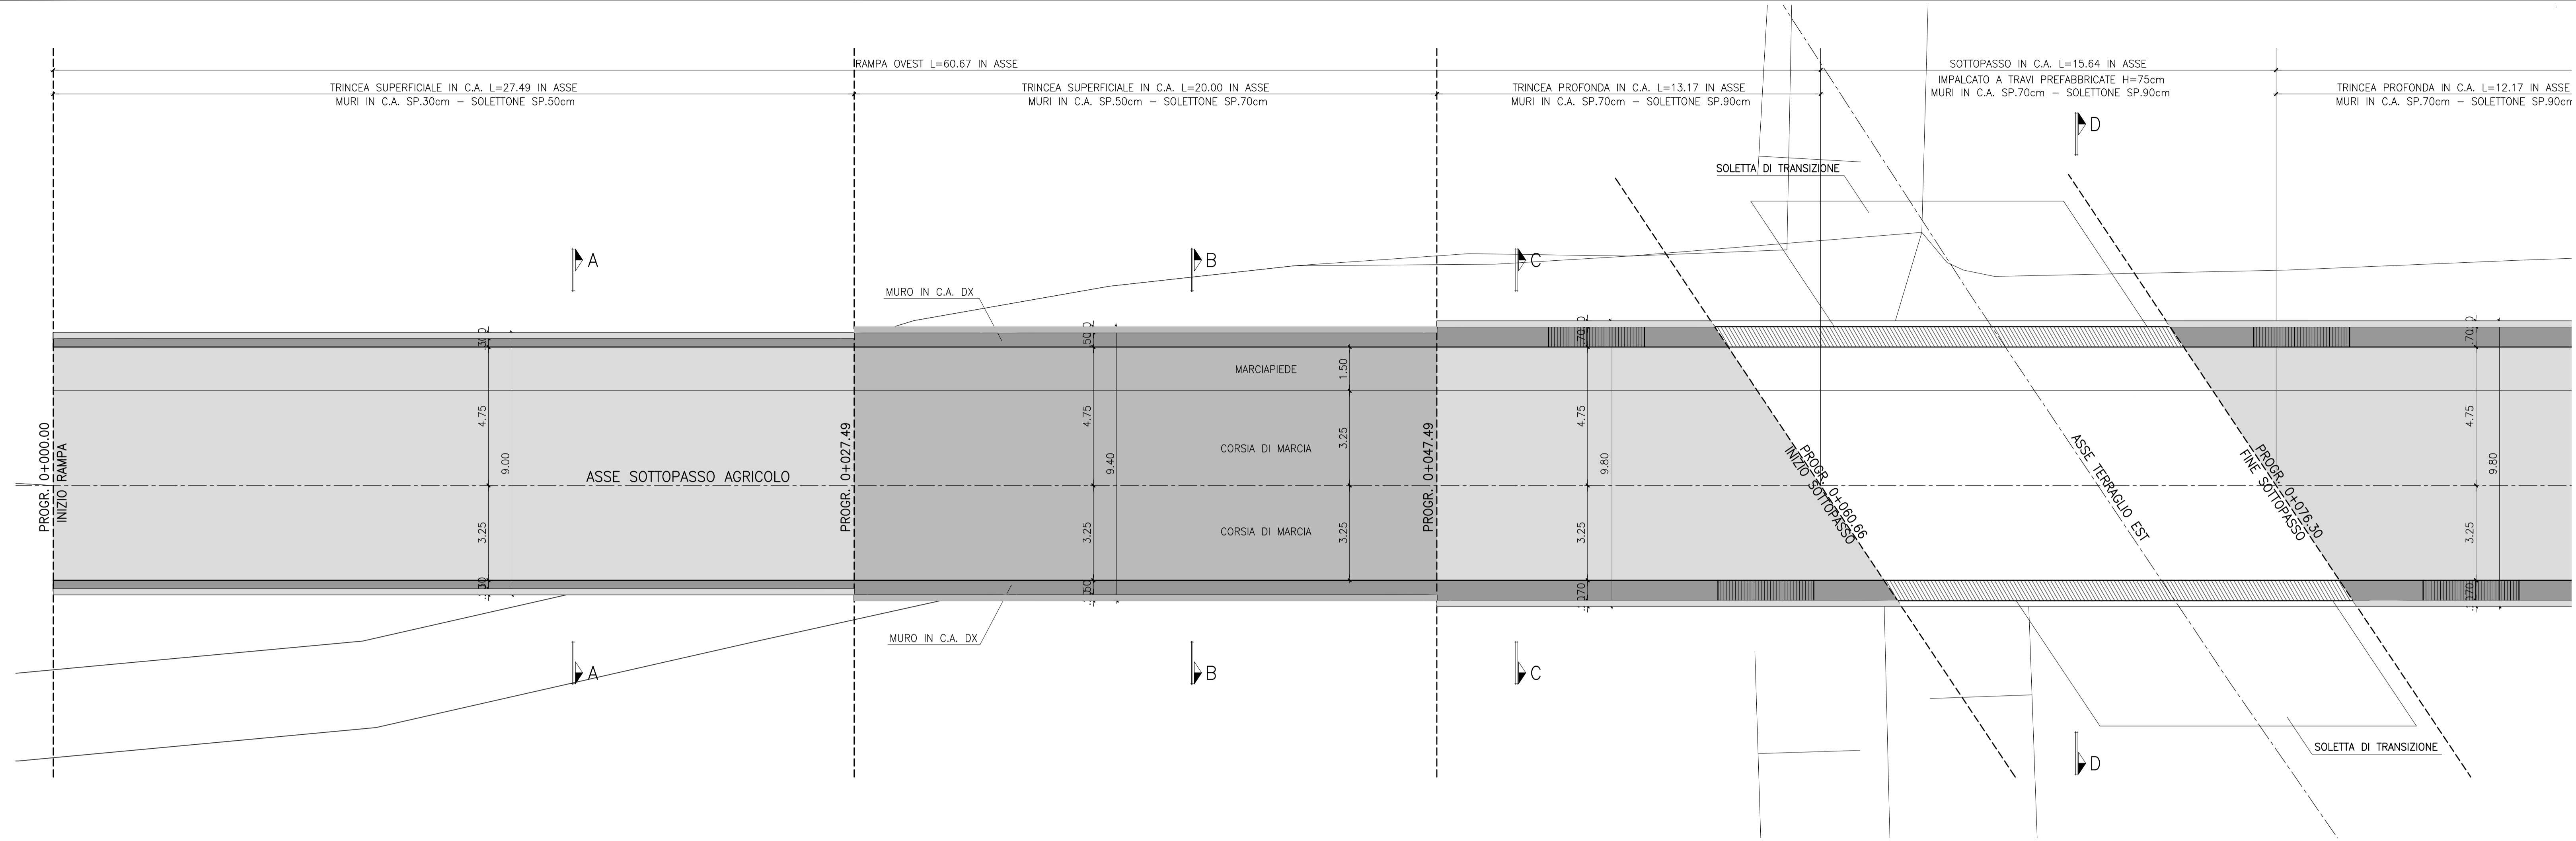 RAMPA OVEST L=60.67 IN ASSE
SOTTOPASSO IN C.A. L=15.64 IN ASSE
IMPALCATO A TRAVI PREFABBRICATE H=75cm
MURI IN C.A. SP.70cm – SOLETTONE SP.90cm
TRINCEA SUPERFICIALE IN C.A. L=27.49 IN ASSE
MURI IN C.A. SP.30cm – SOLETTONE SP.50cm
TRINCEA SUPERFICIALE IN C.A. L=20.00 IN ASSE
MURI IN C.A. SP.50cm – SOLETTONE SP.70cm
TRINCEA PROFONDA IN C.A. L=13.17 IN ASSE
MURI IN C.A. SP.70cm – SOLETTONE SP.90cm
TRINCEA PROFONDA IN C.A. L=12.17 IN ASSE
MURI IN C.A. SP.70cm – SOLETTONE SP.90cm
D
SOLETTA DI TRANSIZIONE
A
B
C
MURO IN C.A. DX
.30
.50
.70
.70
MARCIAPIEDE
1.50
4.75
4.75
4.75
4.75
PROGR. 0+000.00
INIZIO RAMPA
9.00
ASSE SOTTOPASSO AGRICOLO
PROGR. 0+027.49
9.40
CORSIA DI MARCIA
3.25
PROGR. 0+047.49
9.80
PROGR. 0+060.66
INIZIO SOTTOPASSO
ASSE TERRAGLIO EST
PROGR. 0+076.30
FINE SOTTOPASSO
9.80
3.25
3.25
CORSIA DI MARCIA
3.25
3.25
3.25
.30
.50
.70
.70
MURO IN C.A. DX
A
B
C
SOLETTA DI TRANSIZIONE
D